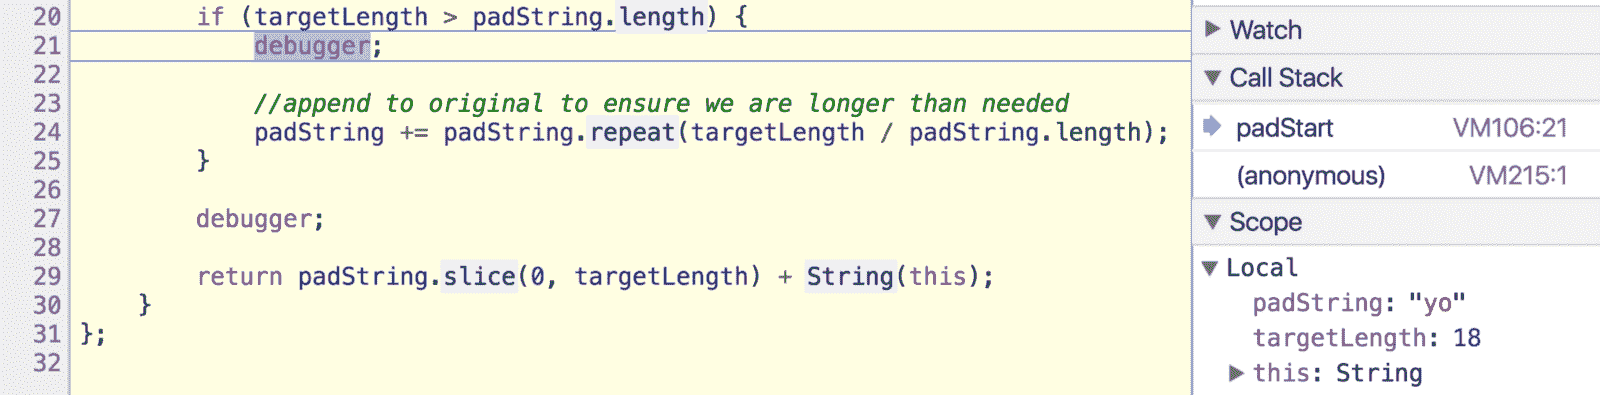 20 if (targetLength > padString.length) {
21 debugger;
22
23 //append to original to ensure we are longer than needed
24 padString += padString.repeat(targetLength / padString.length);
25 }
26
27 debugger;
28
29 return padString.slice(0, targetLength) + String(this);
30 }
31 };
32
Watch
Call Stack
padStart VM106:21
(anonymous) VM215:1
Scope
Local
padString: "yo"
targetLength: 18
this: String